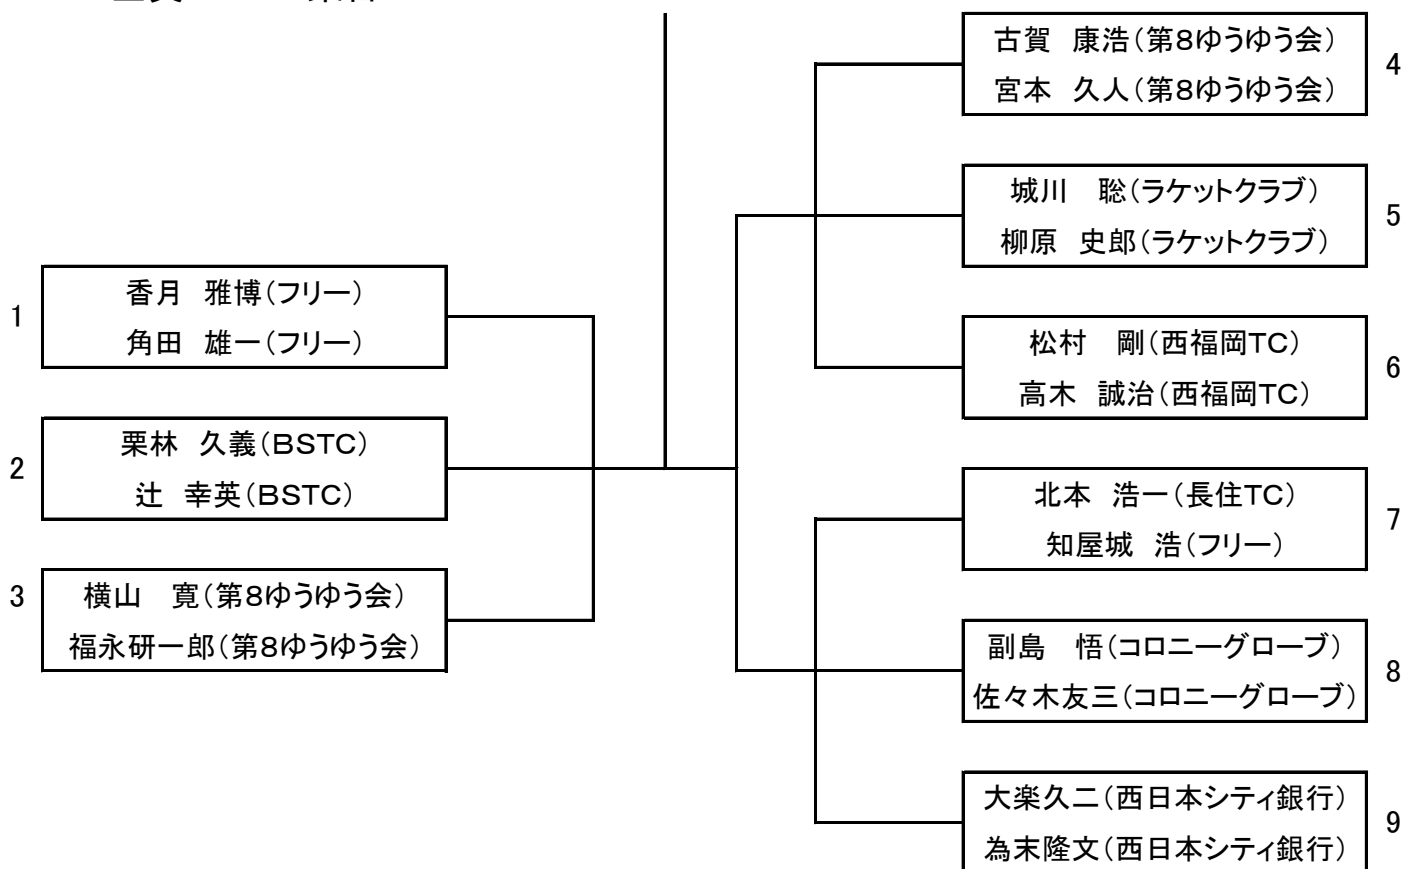 1
香月　雅博(フリー)
角田　雄一(フリー)
2
栗林　久義(BSTC)
辻　幸英(BSTC)
3
横山　寛(第8ゆうゆう会)
福永研一郎(第8ゆうゆう会)
古賀　康浩(第8ゆうゆう会)
宮本　久人(第8ゆうゆう会)
4
城川　聡(ラケットクラブ)
柳原　史郎(ラケットクラブ)
5
松村　剛(西福岡TC)
高木　誠治(西福岡TC)
6
北本　浩一(長住TC)
知屋城　浩(フリー)
7
副島　悟(コロニーグローブ)
佐々木友三(コロニーグローブ)
8
大楽久二(西日本シティ銀行)
為末隆文(西日本シティ銀行)
9